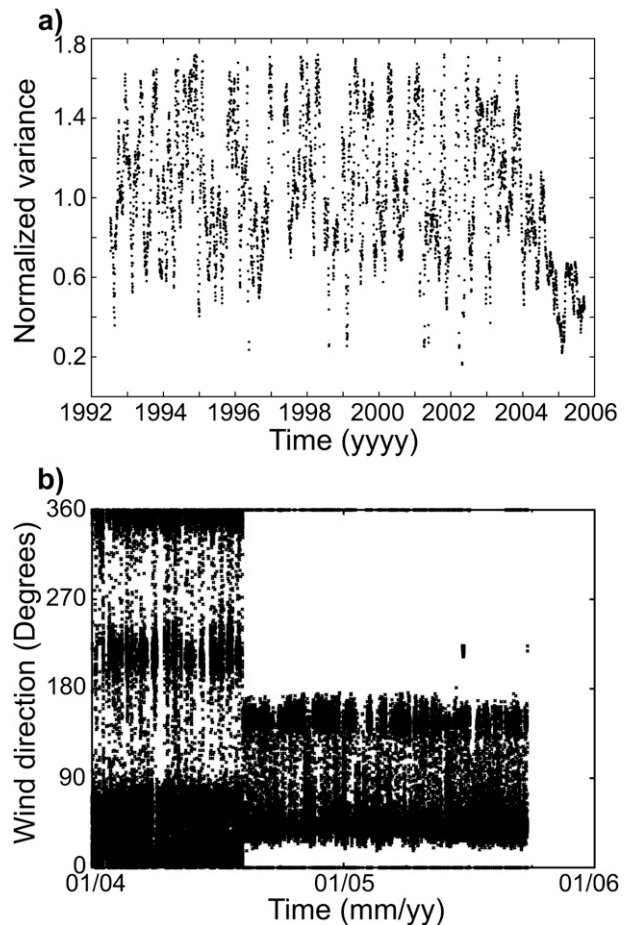 a)
1.8
1.4
1.0
0.6
0.2
Normalized variance
1992 1994 1996 1998 2000 2002 2004 2006
Time (yyyy)
b)
360
270
180
90
0
Wind direction (Degrees)
01/04 01/05 01/06
Time (mm/yy)